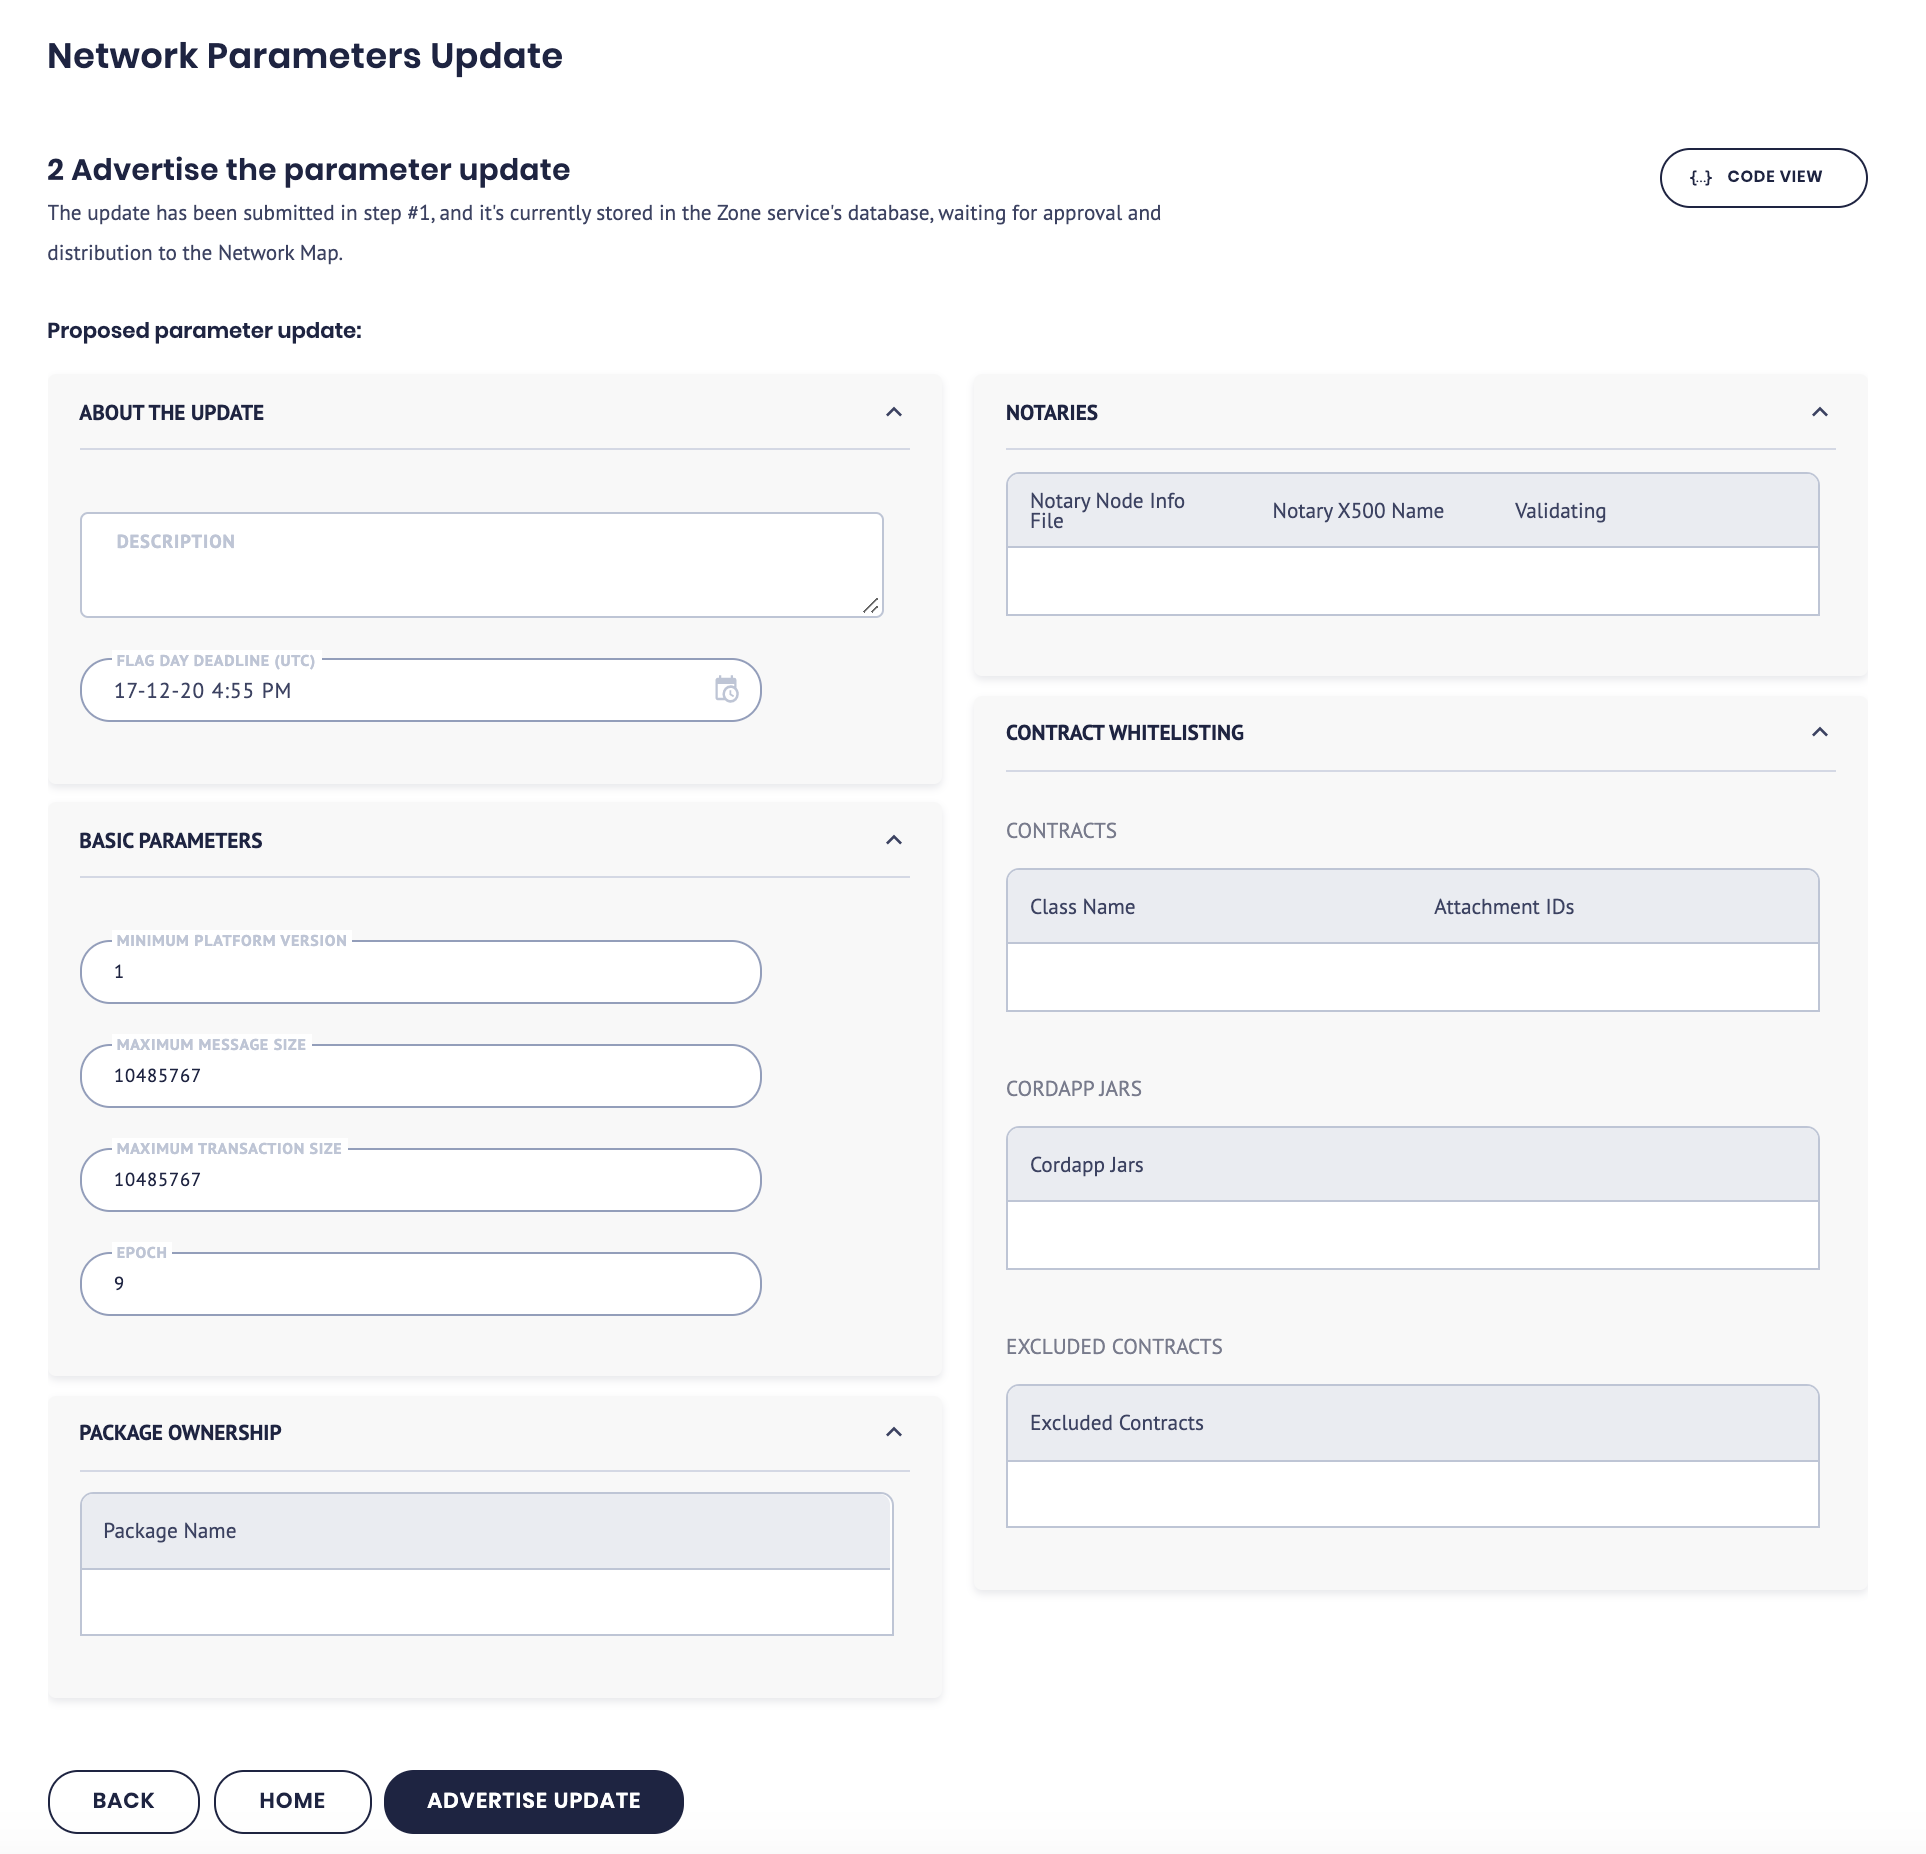 Network Parameters Update
2 Advertise the parameter update
The update has been submitted in step #1, and it's currently stored in the Zone service's database, waiting for approval and
distribution to the Network Map.
{...} CODE VIEW
Proposed parameter update:
ABOUT THE UPDATE
DESCRIPTION
FLAG DAY DEADLINE (UTC)
17-12-20 4:55 PM
BASIC PARAMETERS
MINIMUM PLATFORM VERSION
1
MAXIMUM MESSAGE SIZE
10485767
MAXIMUM TRANSACTION SIZE
10485767
EPOCH
9
PACKAGE OWNERSHIP
Package Name
NOTARIES
Notary Node Info
File
Notary X500 Name
Validating
CONTRACT WHITELISTING
CONTRACTS
Class Name
Attachment IDs
CORDAPP JARS
Cordapp Jars
EXCLUDED CONTRACTS
Excluded Contracts
BACK
HOME
ADVERTISE UPDATE